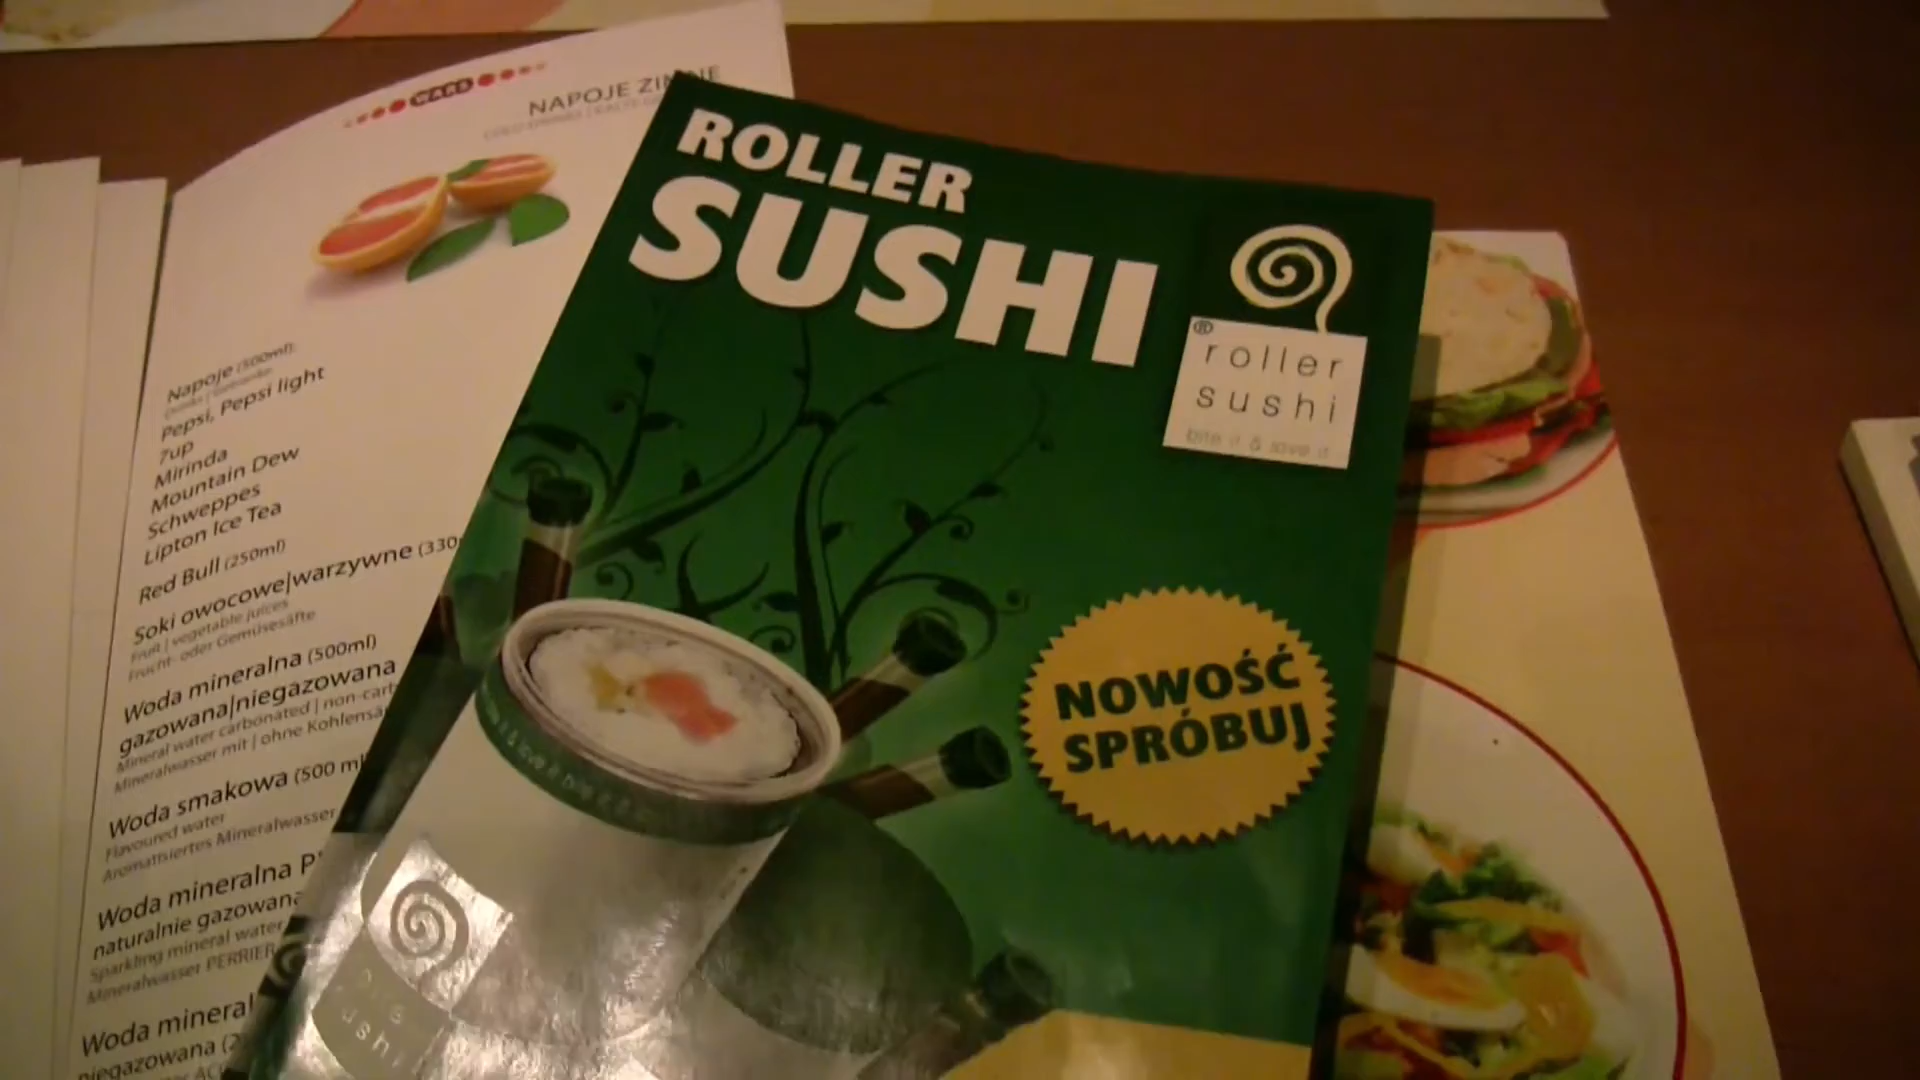 WARS
NAPOJE ZIMNE
Napoje (500ml):
Pepsi, Pepsi light
7up
Mirinda
Mountain Dew
Schweppes
Lipton Ice Tea
Red Bull (250ml)
Soki owocowe|warzywne (330
Fruit | vegetable juices
Frucht- oder Gemüsesäfte
Woda mineralna (500ml)
gazowana|niegazowana
Mineral water carbonated | non-carb
Mineralwasser mit | ohne Kohlensä
Woda smakowa (500 ml
Flavoured water
Aromatisiertes Mineralwasser
Woda mineralna P
naturalnie gazowana
Sparkling mineral water
Mineralwasser PERRIER
Woda mineral
niegazowana (2
ROLLER
SUSHI
®
roller
sushi
bite it & love it
NOWOŚĆ
SPRÓBUJ